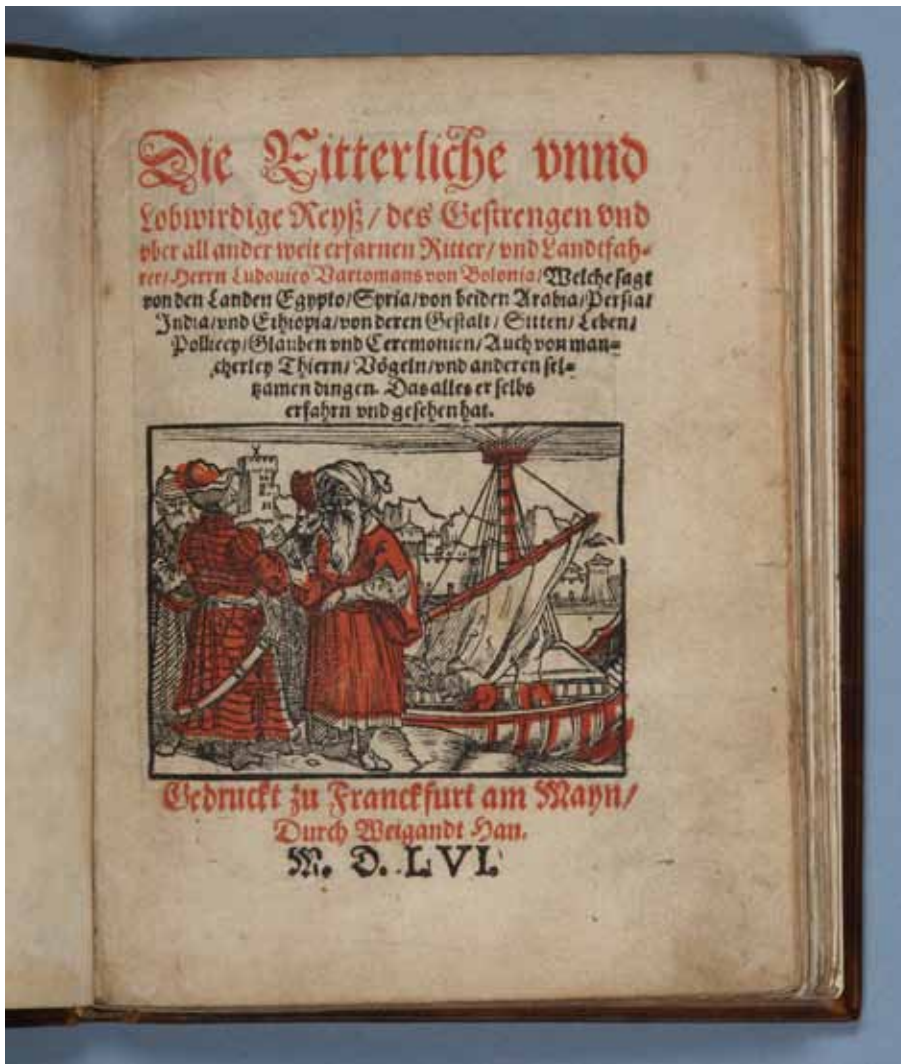 Die Ritterliche vnnd
Lobwirdige Reyß/ des Gestrengen vnd
vber all ander weit erfarnen Ritter/ vnd Landtfah-
rer/ Herrn Ludouico Vartomans von Bolonia/ Welche sagt
von den Landen Egypto/ Syria/ von beiden Arabia/ Persia/
India/ vnd Ethiopia/ von deren Gestalt/ Sitten/ Leben/
Pollicey/ Glauben vnd Ceremonien/ Auch von man-
cherley Thiern/ Vögeln/ vnd anderen sel-
tzamen dingen. Das alles er selbs
erfahrn vnd gesehen hat.
Gedruckt zu Franckfurt am Mayn/
Durch Weigandt Han.
M. D. LVI.